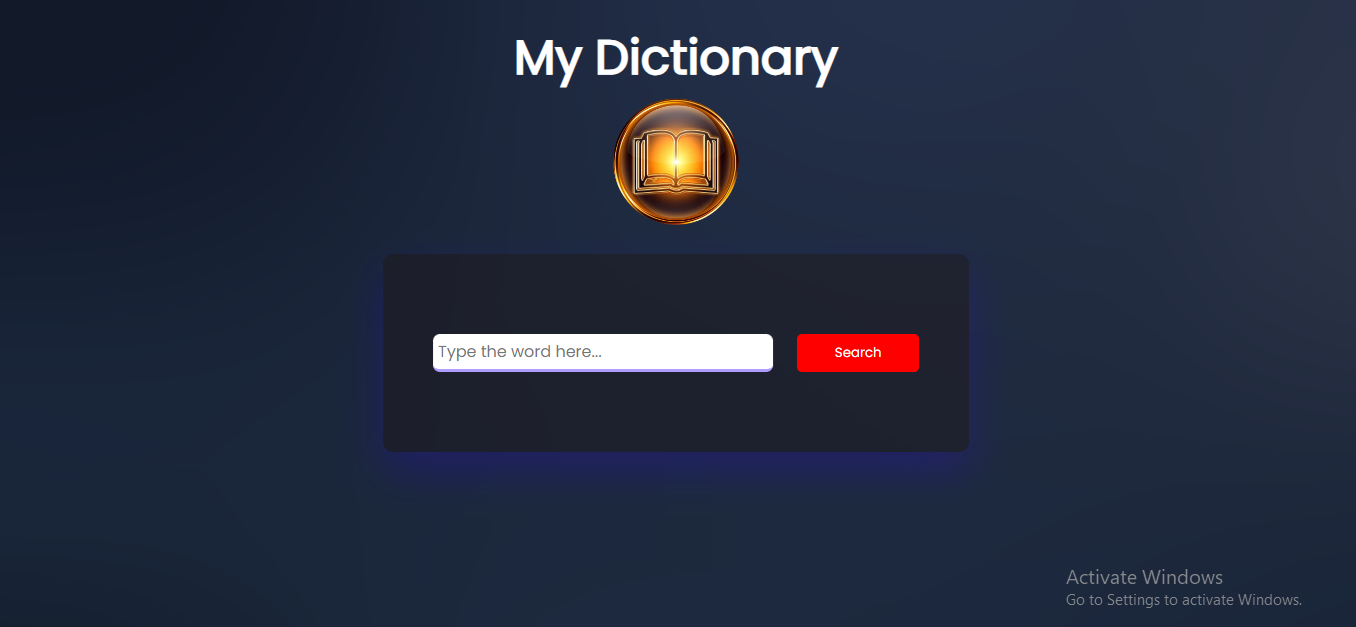 My Dictionary
Type the word here...
Search
Activate Windows
Go to Settings to activate Windows.